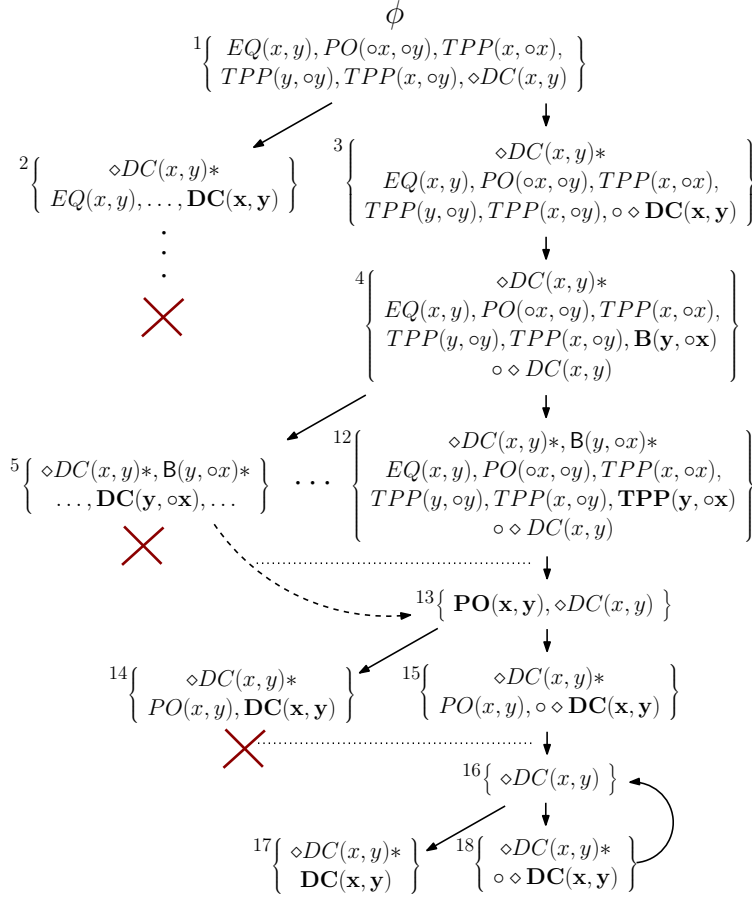 ϕ
1 { EQ(x, y), PO(∘x, ∘y), TPP(x, ∘x),
TPP(y, ∘y), TPP(x, ∘y), ⋄DC(x, y) }
2 { ⋄DC(x, y)∗
EQ(x, y), . . . , DC(x, y) }
3 { ⋄DC(x, y)∗
EQ(x, y), PO(∘x, ∘y), TPP(x, ∘x),
TPP(y, ∘y), TPP(x, ∘y), ∘ ⋄ DC(x, y) }
4 { ⋄DC(x, y)∗
EQ(x, y), PO(∘x, ∘y), TPP(x, ∘x),
TPP(y, ∘y), TPP(x, ∘y), B(y, ∘x)
∘ ⋄ DC(x, y) }
5 { ⋄DC(x, y)∗, B(y, ∘x)∗
. . . , DC(y, ∘x), . . . }
. . .
12 { ⋄DC(x, y)∗, B(y, ∘x)∗
EQ(x, y), PO(∘x, ∘y), TPP(x, ∘x),
TPP(y, ∘y), TPP(x, ∘y), TPP(y, ∘x)
∘ ⋄ DC(x, y) }
13 { PO(x, y), ⋄DC(x, y) }
14 { ⋄DC(x, y)∗
PO(x, y), DC(x, y) }
15 { ⋄DC(x, y)∗
PO(x, y), ∘ ⋄ DC(x, y) }
16 { ⋄DC(x, y) }
17 { ⋄DC(x, y)∗
DC(x, y) }
18 { ⋄DC(x, y)∗
∘ ⋄ DC(x, y) }